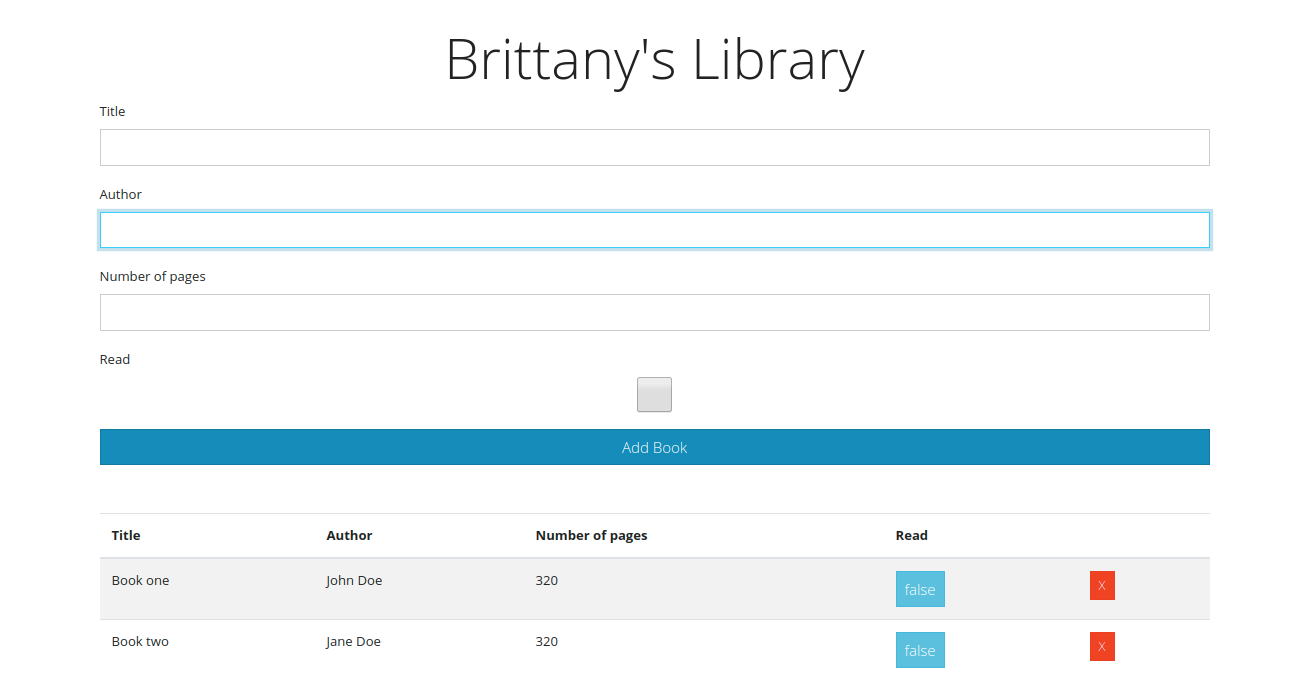 Brittany's Library
Title
Author
Number of pages
Read
Add Book
Title Author Number of pages Read
Book one John Doe 320 false X
Book two Jane Doe 320 false X